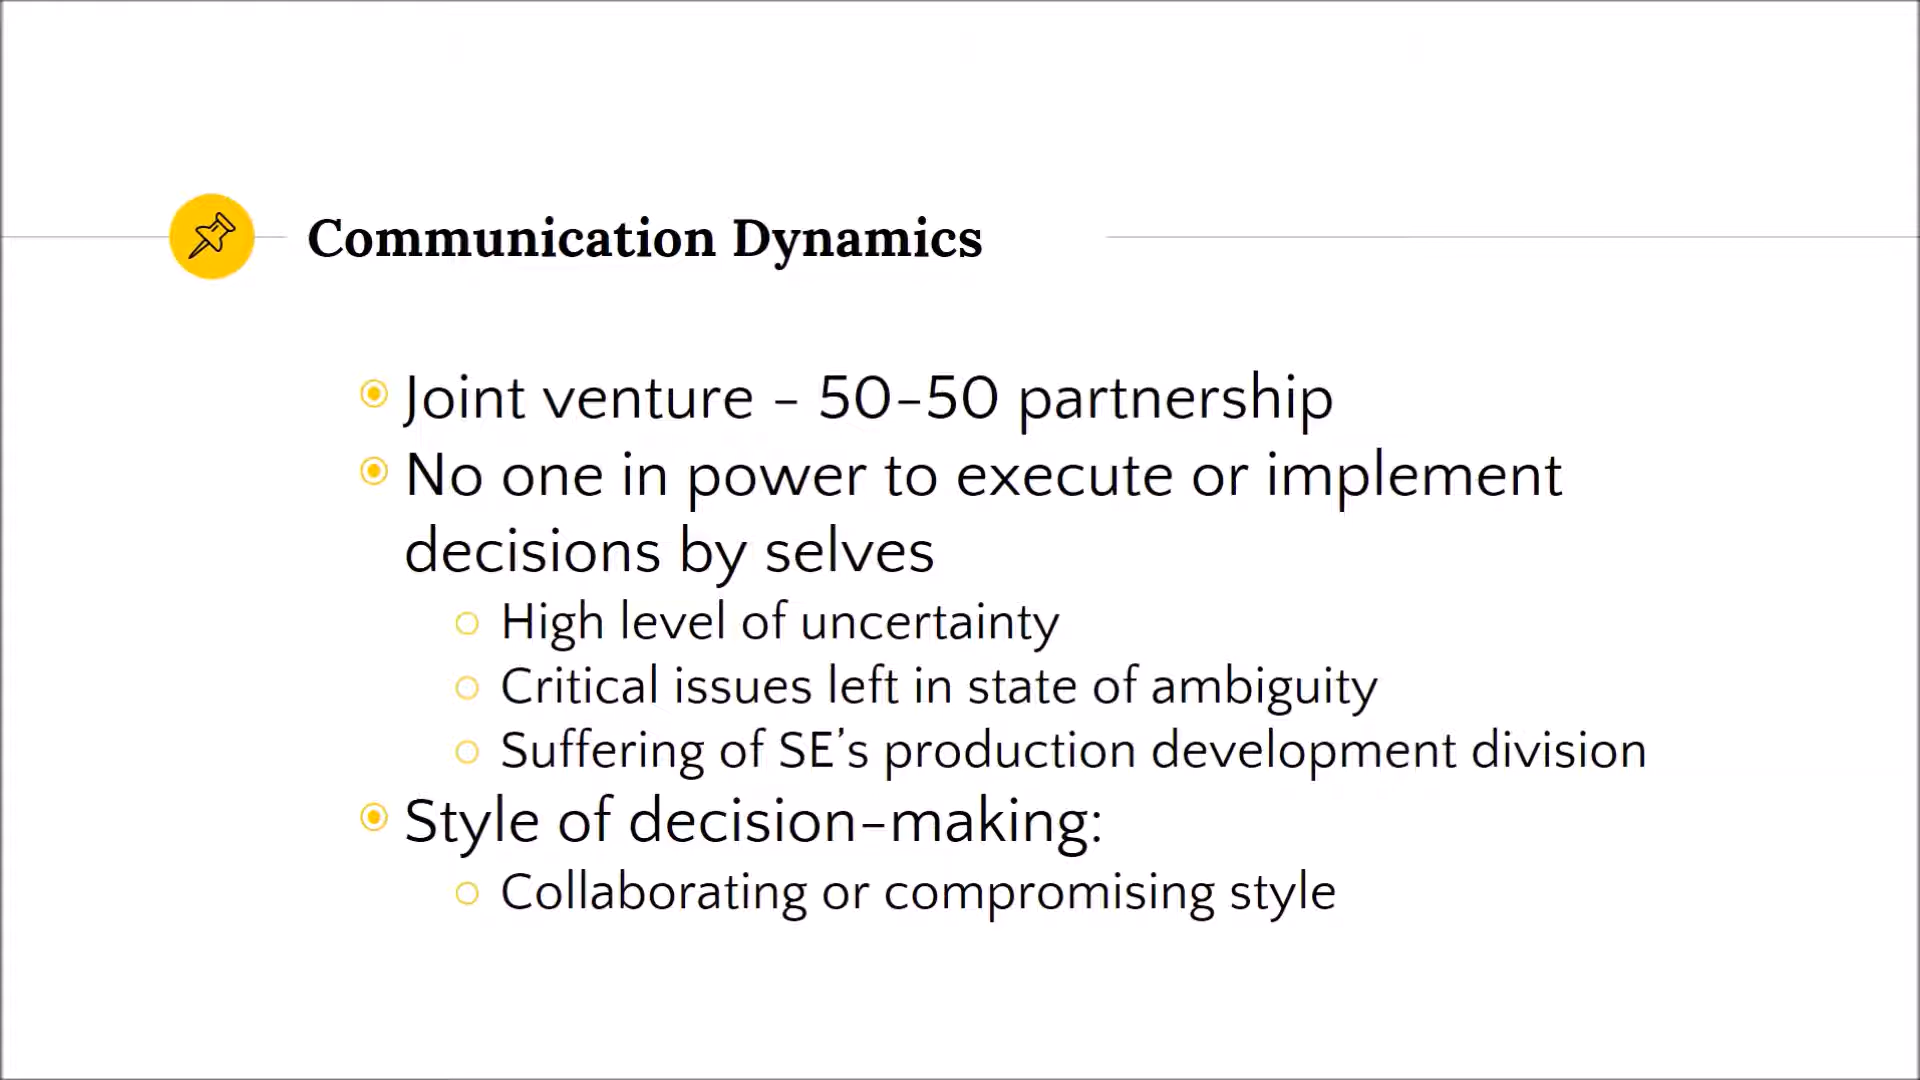 Communication Dynamics
Joint venture - 50-50 partnership
No one in power to execute or implement
decisions by selves
High level of uncertainty
Critical issues left in state of ambiguity
Suffering of SE's production development division
Style of decision-making:
Collaborating or compromising style